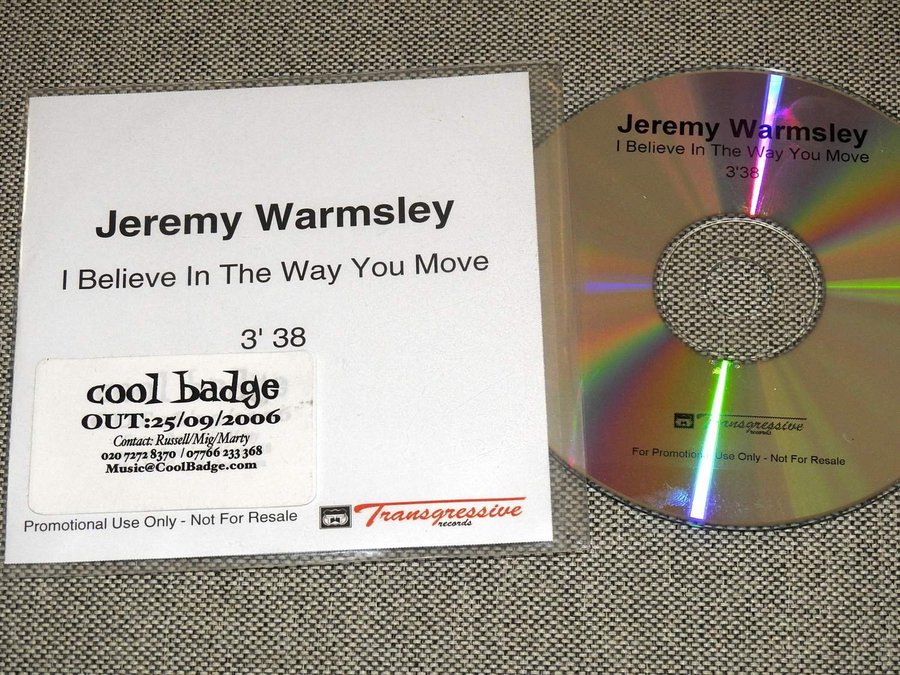 Jeremy Warmsley
I Believe In The Way You Move
3' 38
cool badge
OUT:25/09/2006
Contact: Russell/Mig/Marty
020 7272 8370 / 07766 233 368
Music@CoolBadge.com
Promotional Use Only - Not For Resale
Transgressive
records
Jeremy Warmsley
I Believe In The Way You Move
3'38
Transgressive
records
For Promotional Use Only - Not For Resale